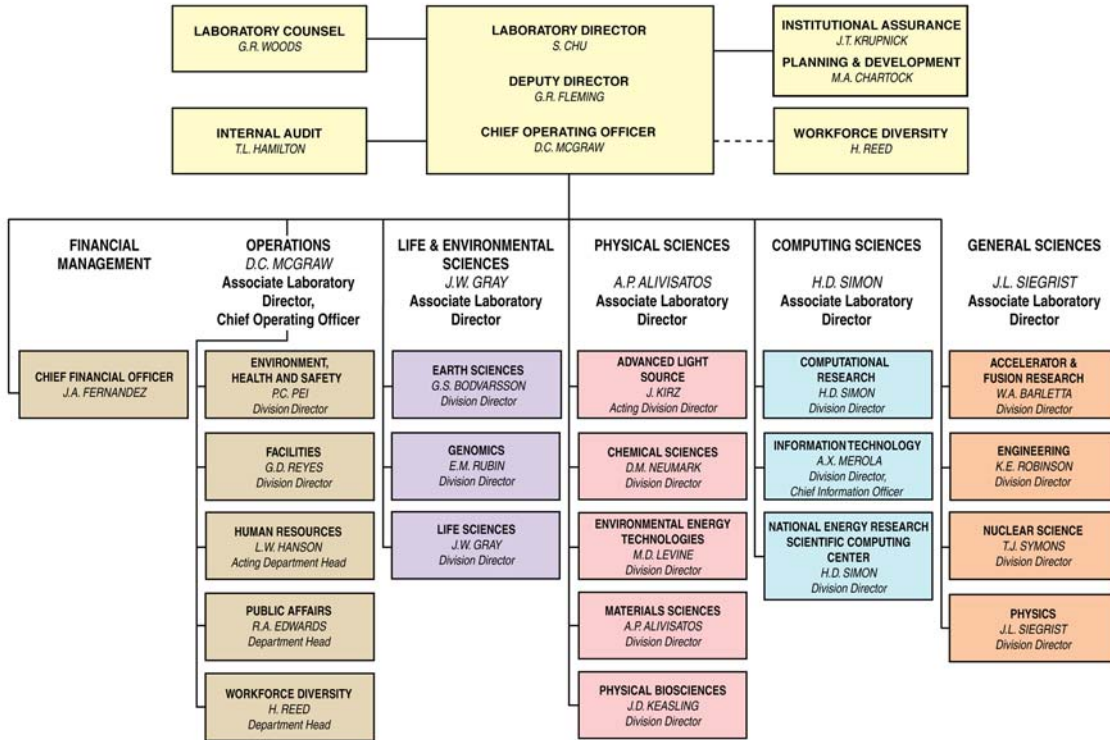 LABORATORY COUNSEL
G.R. WOODS
LABORATORY DIRECTOR
S. CHU
DEPUTY DIRECTOR
G.R. FLEMING
CHIEF OPERATING OFFICER
D.C. MCGRAW
INSTITUTIONAL ASSURANCE
J.T. KRUPNICK
PLANNING & DEVELOPMENT
M.A. CHARTOCK
INTERNAL AUDIT
T.L. HAMILTON
WORKFORCE DIVERSITY
H. REED
FINANCIAL
MANAGEMENT
CHIEF FINANCIAL OFFICER
J.A. FERNANDEZ
OPERATIONS
D.C. MCGRAW
Associate Laboratory
Director,
Chief Operating Officer
ENVIRONMENT,
HEALTH AND SAFETY
P.C. PEI
Division Director
FACILITIES
G.D. REYES
Division Director
HUMAN RESOURCES
L.W. HANSON
Acting Department Head
PUBLIC AFFAIRS
R.A. EDWARDS
Department Head
WORKFORCE DIVERSITY
H. REED
Department Head
LIFE & ENVIRONMENTAL
SCIENCES
J.W. GRAY
Associate Laboratory
Director
EARTH SCIENCES
G.S. BODVARSSON
Division Director
GENOMICS
E.M. RUBIN
Division Director
LIFE SCIENCES
J.W. GRAY
Division Director
PHYSICAL SCIENCES
A.P. ALIVISATOS
Associate Laboratory
Director
ADVANCED LIGHT
SOURCE
J. KIRZ
Acting Division Director
CHEMICAL SCIENCES
D.M. NEUMARK
Division Director
ENVIRONMENTAL ENERGY
TECHNOLOGIES
M.D. LEVINE
Division Director
MATERIALS SCIENCES
A.P. ALIVISATOS
Division Director
PHYSICAL BIOSCIENCES
J.D. KEASLING
Division Director
COMPUTING SCIENCES
H.D. SIMON
Associate Laboratory
Director
COMPUTATIONAL
RESEARCH
H.D. SIMON
Division Director
INFORMATION TECHNOLOGY
A.X. MEROLA
Division Director,
Chief Information Officer
NATIONAL ENERGY RESEARCH
SCIENTIFIC COMPUTING
CENTER
H.D. SIMON
Division Director
GENERAL SCIENCES
J.L. SIEGRIST
Associate Laboratory
Director
ACCELERATOR &
FUSION RESEARCH
W.A. BARLETTA
Division Director
ENGINEERING
K.E. ROBINSON
Division Director
NUCLEAR SCIENCE
T.J. SYMONS
Division Director
PHYSICS
J.L. SIEGRIST
Division Director